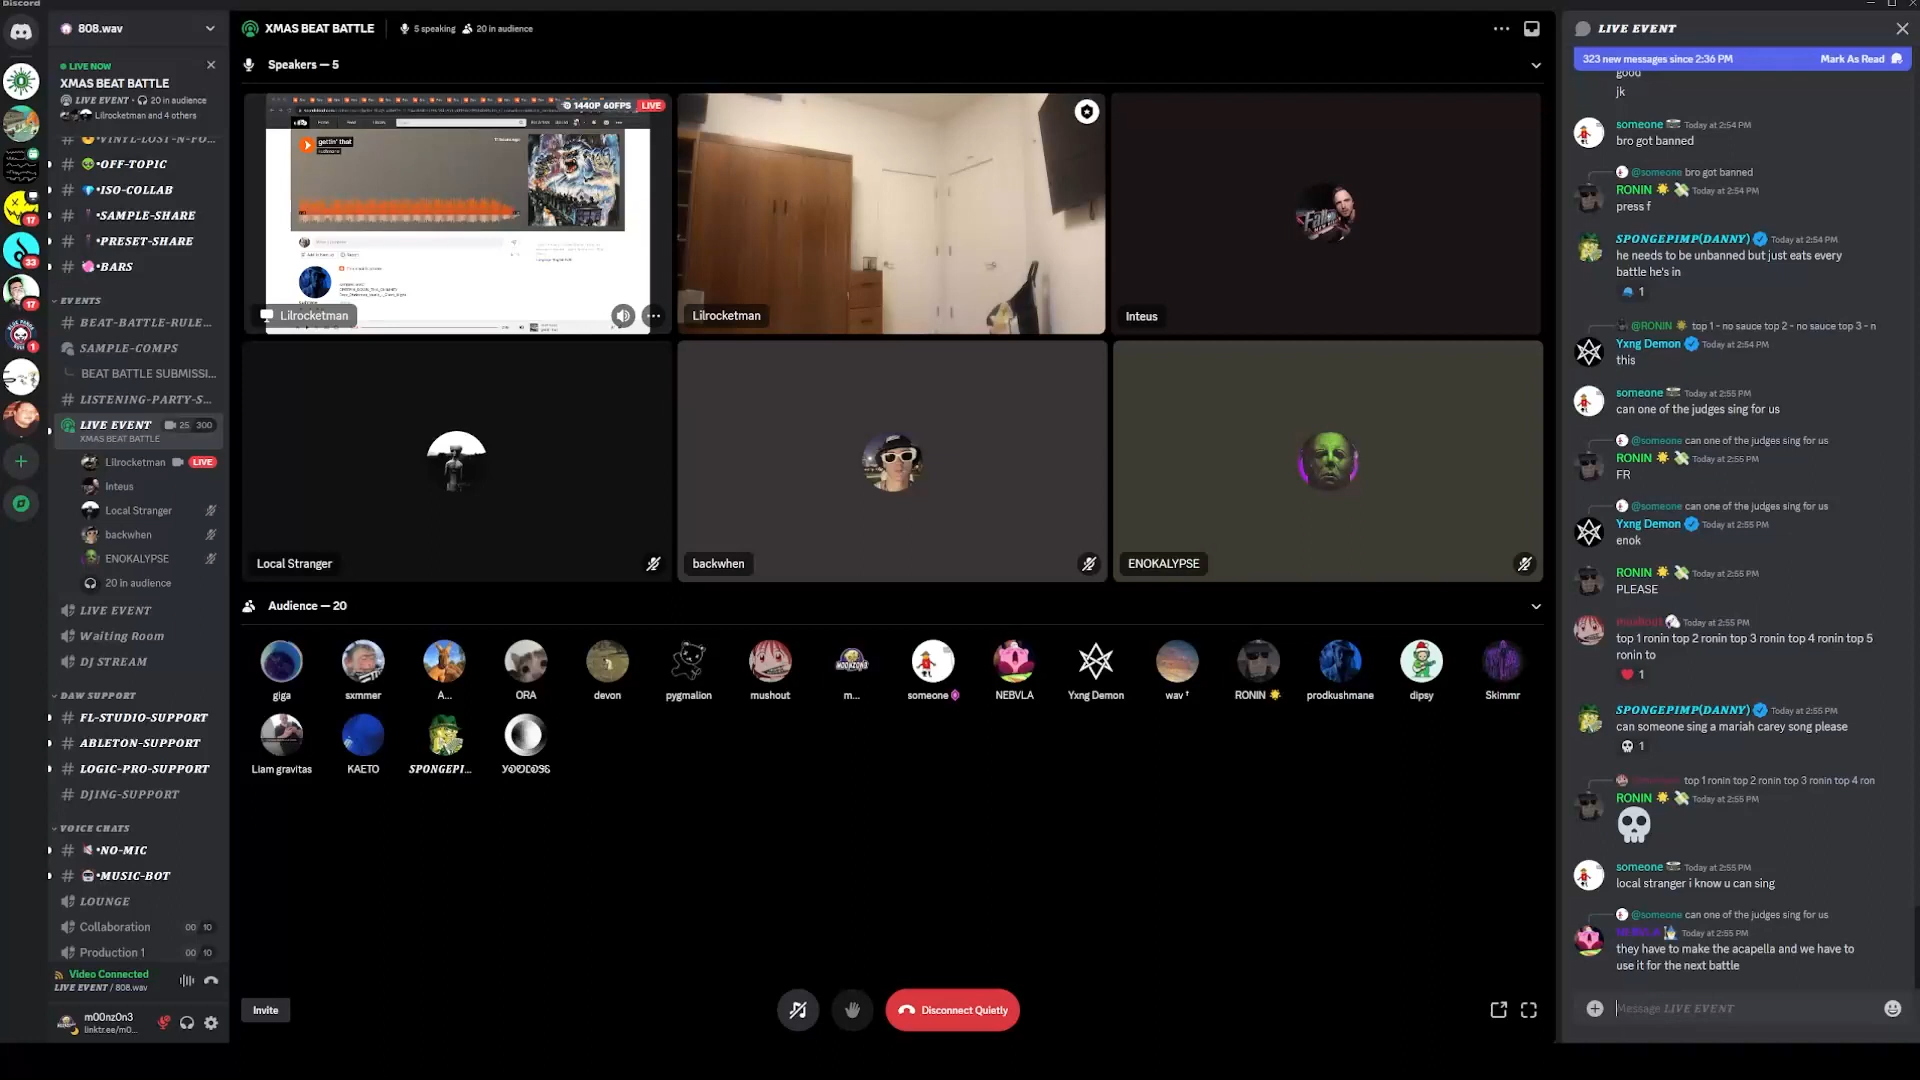 Discord
808.wav
LIVE NOW
XMAS BEAT BATTLE
LIVE EVENT • 20 in audience
Lilrocketman and 4 others
•VINYL-LOST-N-FO...
•OFF-TOPIC
•ISO-COLLAB
•SAMPLE-SHARE
•PRESET-SHARE
•BARS
EVENTS
BEAT-BATTLE-RULE...
SAMPLE-COMPS
BEAT BATTLE SUBMISSI...
LISTENING-PARTY-S...
LIVE EVENT 25 300
XMAS BEAT BATTLE
Lilrocketman LIVE
Inteus
Local Stranger
backwhen
ENOKALYPSE
20 in audience
LIVE EVENT
Waiting Room
DJ STREAM
DAW SUPPORT
FL-STUDIO-SUPPORT
ABLETON-SUPPORT
LOGIC-PRO-SUPPORT
DJING-SUPPORT
VOICE CHATS
•NO-MIC
•MUSIC-BOT
LOUNGE
Collaboration 00 10
Production 1 00 10
Video Connected
LIVE EVENT / 808.wav
m00nz0n3
linktr.ee/m0...
17
33
17
1
XMAS BEAT BATTLE 5 speaking 20 in audience
Speakers — 5
1440P 60FPS LIVE
gettin' that
Lilrocketman
Lilrocketman
Inteus
Local Stranger
backwhen
ENOKALYPSE
Audience — 20
giga sxmmer A... ORA devon pygmalion mushout m... someone NEBVLA Yxng Demon wav † RONIN prodkushmane dipsy Skimmr
Liam gravitas KAETO SPONGEPI...
Invite
Disconnect Quietly
LIVE EVENT
323 new messages since 2:36 PM Mark As Read
good
jk
someone Today at 2:54 PM
bro got banned
@someone bro got banned
RONIN Today at 2:54 PM
press f
SPONGEPIMP(DANNY) Today at 2:54 PM
he needs to be unbanned but just eats every
battle he's in
1
@RONIN top 1 - no sauce top 2 - no sauce top 3 - n
Yxng Demon Today at 2:54 PM
this
someone Today at 2:55 PM
can one of the judges sing for us
@someone can one of the judges sing for us
RONIN Today at 2:55 PM
FR
@someone can one of the judges sing for us
Yxng Demon Today at 2:55 PM
enok
RONIN Today at 2:55 PM
PLEASE
mushout Today at 2:55 PM
top 1 ronin top 2 ronin top 3 ronin top 4 ronin top 5
ronin to
1
SPONGEPIMP(DANNY) Today at 2:55 PM
can someone sing a mariah carey song please
1
top 1 ronin top 2 ronin top 3 ronin top 4 ron
RONIN Today at 2:55 PM
someone Today at 2:55 PM
local stranger i know u can sing
@someone can one of the judges sing for us
NEBVLA Today at 2:55 PM
they have to make the acapella and we have to
use it for the next battle
Message LIVE EVENT